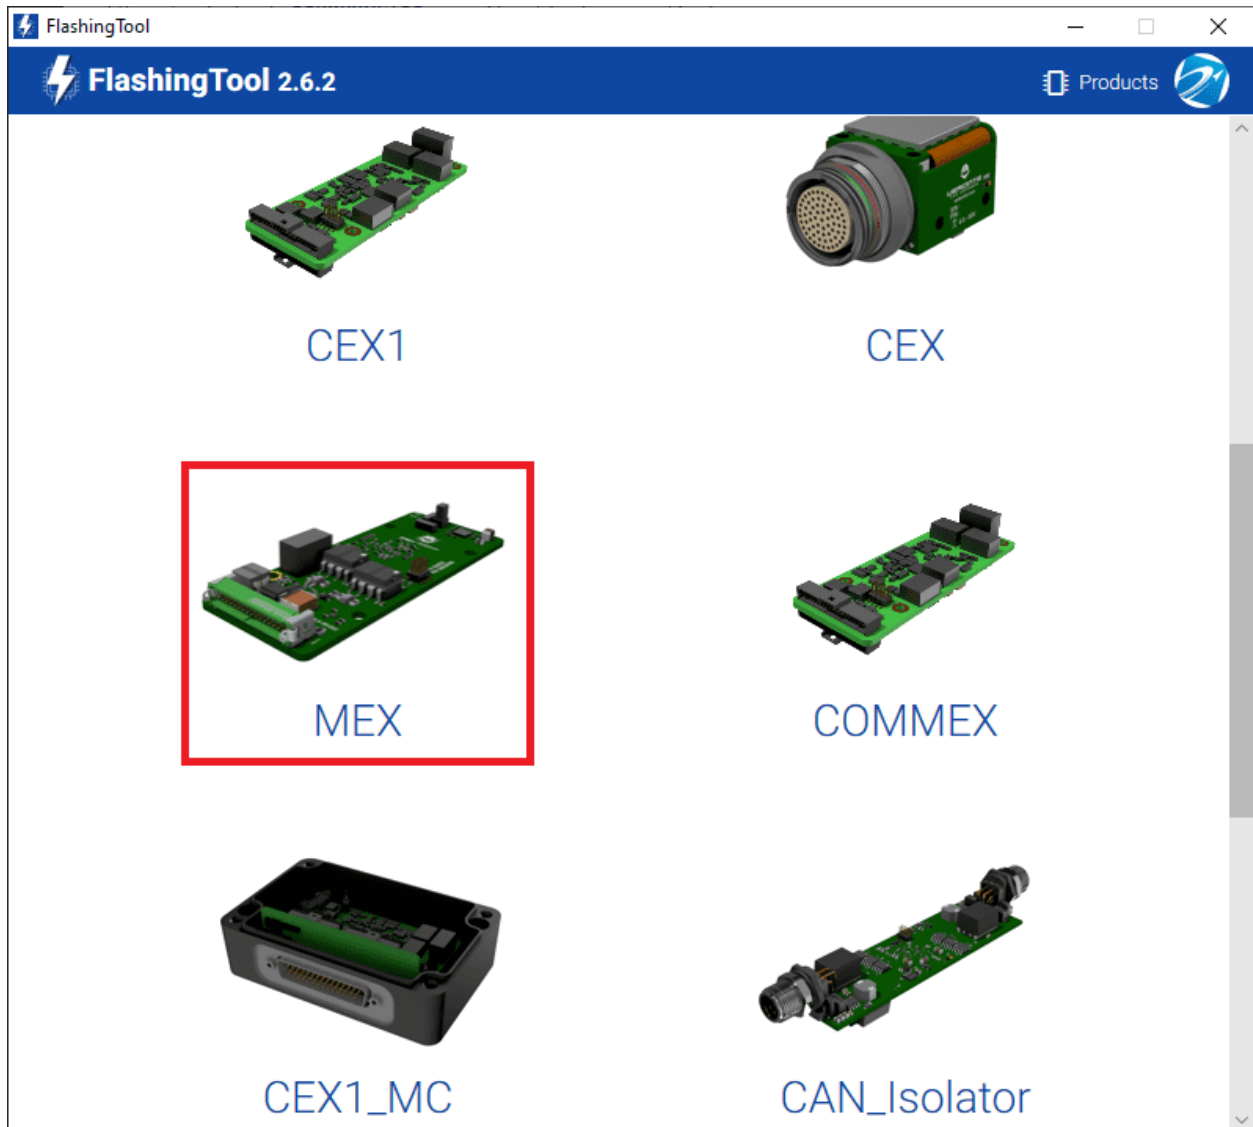 FlashingTool
FlashingTool 2.6.2
Products
CEX1
CEX
MEX
COMMEX
CEX1_MC
CAN_Isolator